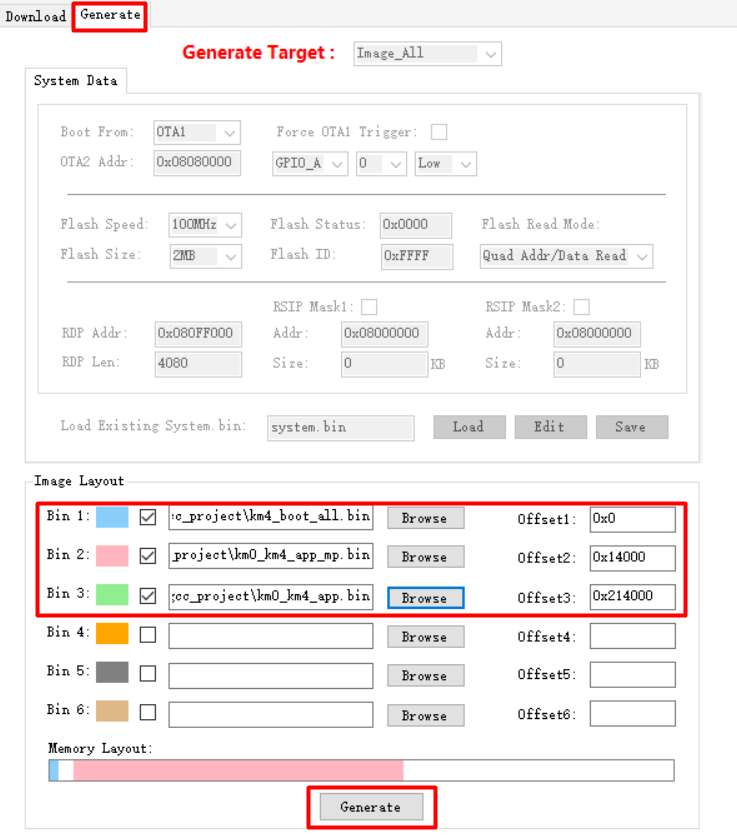 Download Generate
Generate Target : Image_All
System Data
Boot From: OTA1 Force OTA1 Trigger:
OTA2 Addr: 0x08080000 GPIO_A 0 Low
Flash Speed: 100MHz Flash Status: 0x0000 Flash Read Mode:
Flash Size: 2MB Flash ID: 0xFFFF Quad Addr/Data Read
RSIP Mask1: RSIP Mask2:
RDP Addr: 0x080FF000 Addr: 0x08000000 Addr: 0x08000000
RDP Len: 4080 Size: 0 KB Size: 0 KB
Load Existing System.bin: system.bin Load Edit Save
Image Layout
Bin 1: :c_project\km4_boot_all.bin Browse Offset1: 0x0
Bin 2: _project\km0_km4_app_mp.bin Browse Offset2: 0x14000
Bin 3: ;cc_project\km0_km4_app.bin Browse Offset3: 0x214000
Bin 4: Browse Offset4:
Bin 5: Browse Offset5:
Bin 6: Browse Offset6:
Memory Layout:
Generate